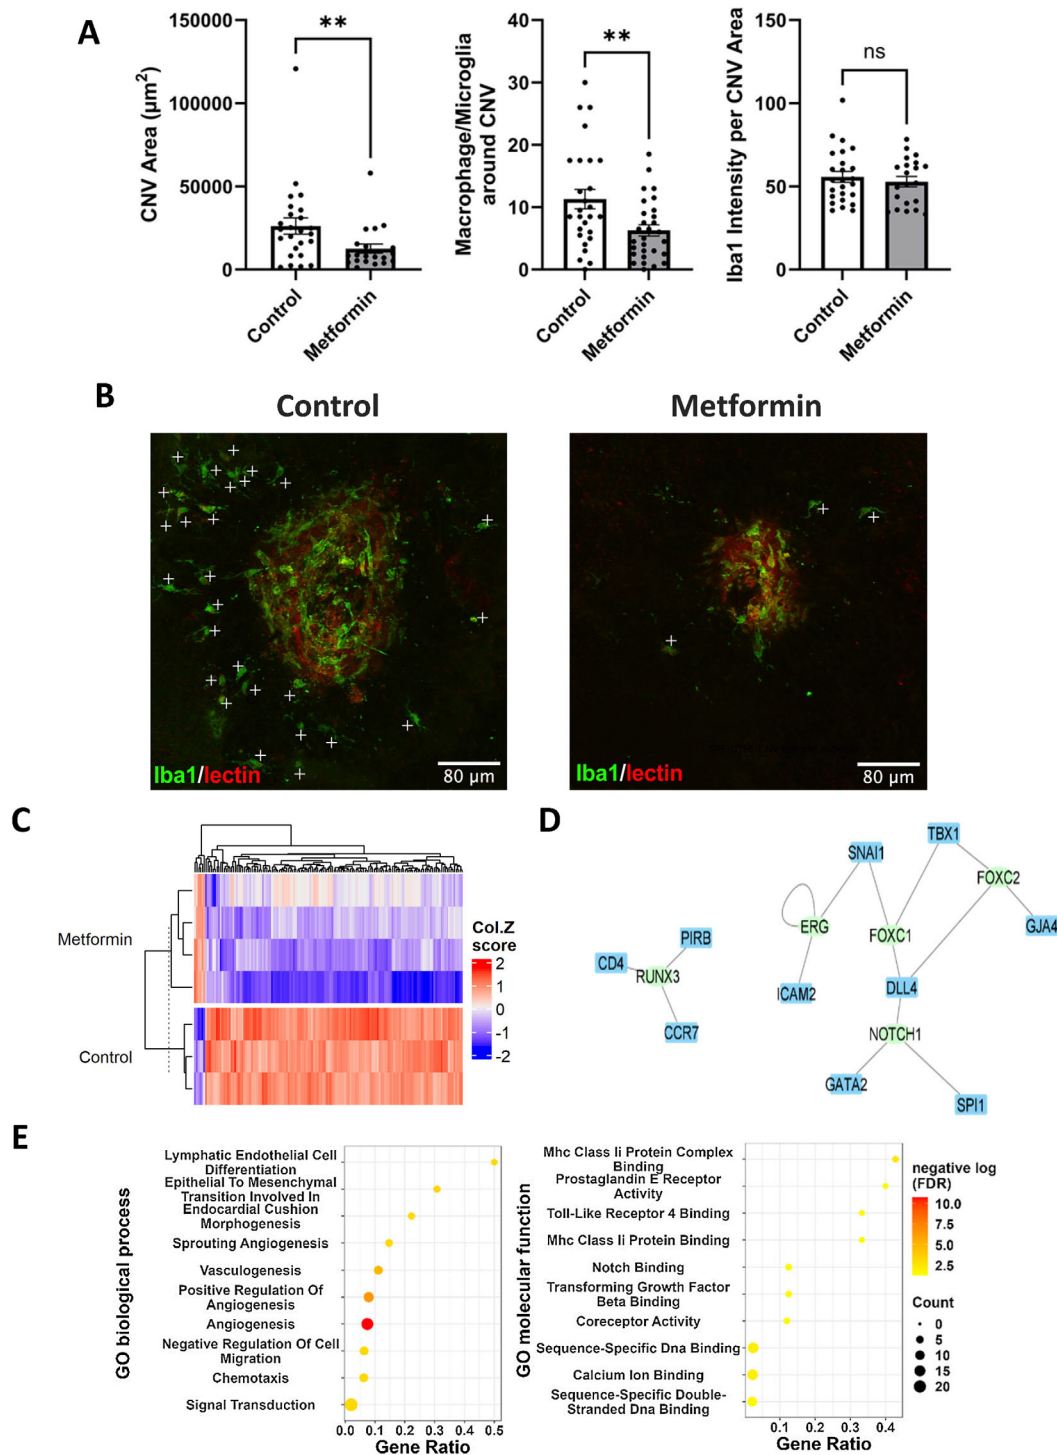 A
CNV Area (µm²)
150000
100000
50000
0
**
Control
Metformin
Macrophage/Microglia
around CNV
40
30
20
10
0
**
Control
Metformin
Iba1 Intensity per CNV Area
150
100
50
0
ns
Control
Metformin
B
Control
Metformin
Iba1/lectin
80 µm
Iba1/lectin
80 µm
C
Metformin
Control
Col.Z
score
2
1
0
-1
-2
D
CD4
PIRB
RUNX3
CCR7
SNAI1
TBX1
FOXC2
ERG
FOXC1
GJA4
ICAM2
DLL4
NOTCH1
GATA2
SPI1
E
GO biological process
Lymphatic Endothelial Cell
Differentiation
Epithelial To Mesenchymal
Transition Involved In
Endocardial Cushion
Morphogenesis
Sprouting Angiogenesis
Vasculogenesis
Positive Regulation Of
Angiogenesis
Angiogenesis
Negative Regulation Of Cell
Migration
Chemotaxis
Signal Transduction
0.0 0.1 0.2 0.3 0.4 0.5
Gene Ratio
GO molecular function
Mhc Class Ii Protein Complex
Binding
Prostaglandin E Receptor
Activity
Toll-Like Receptor 4 Binding
Mhc Class Ii Protein Binding
Notch Binding
Transforming Growth Factor
Beta Binding
Coreceptor Activity
Sequence-Specific Dna Binding
Calcium Ion Binding
Sequence-Specific Double-
Stranded Dna Binding
0.1 0.2 0.3 0.4
Gene Ratio
negative log
(FDR)
10.0
7.5
5.0
2.5
Count
0
5
10
15
20